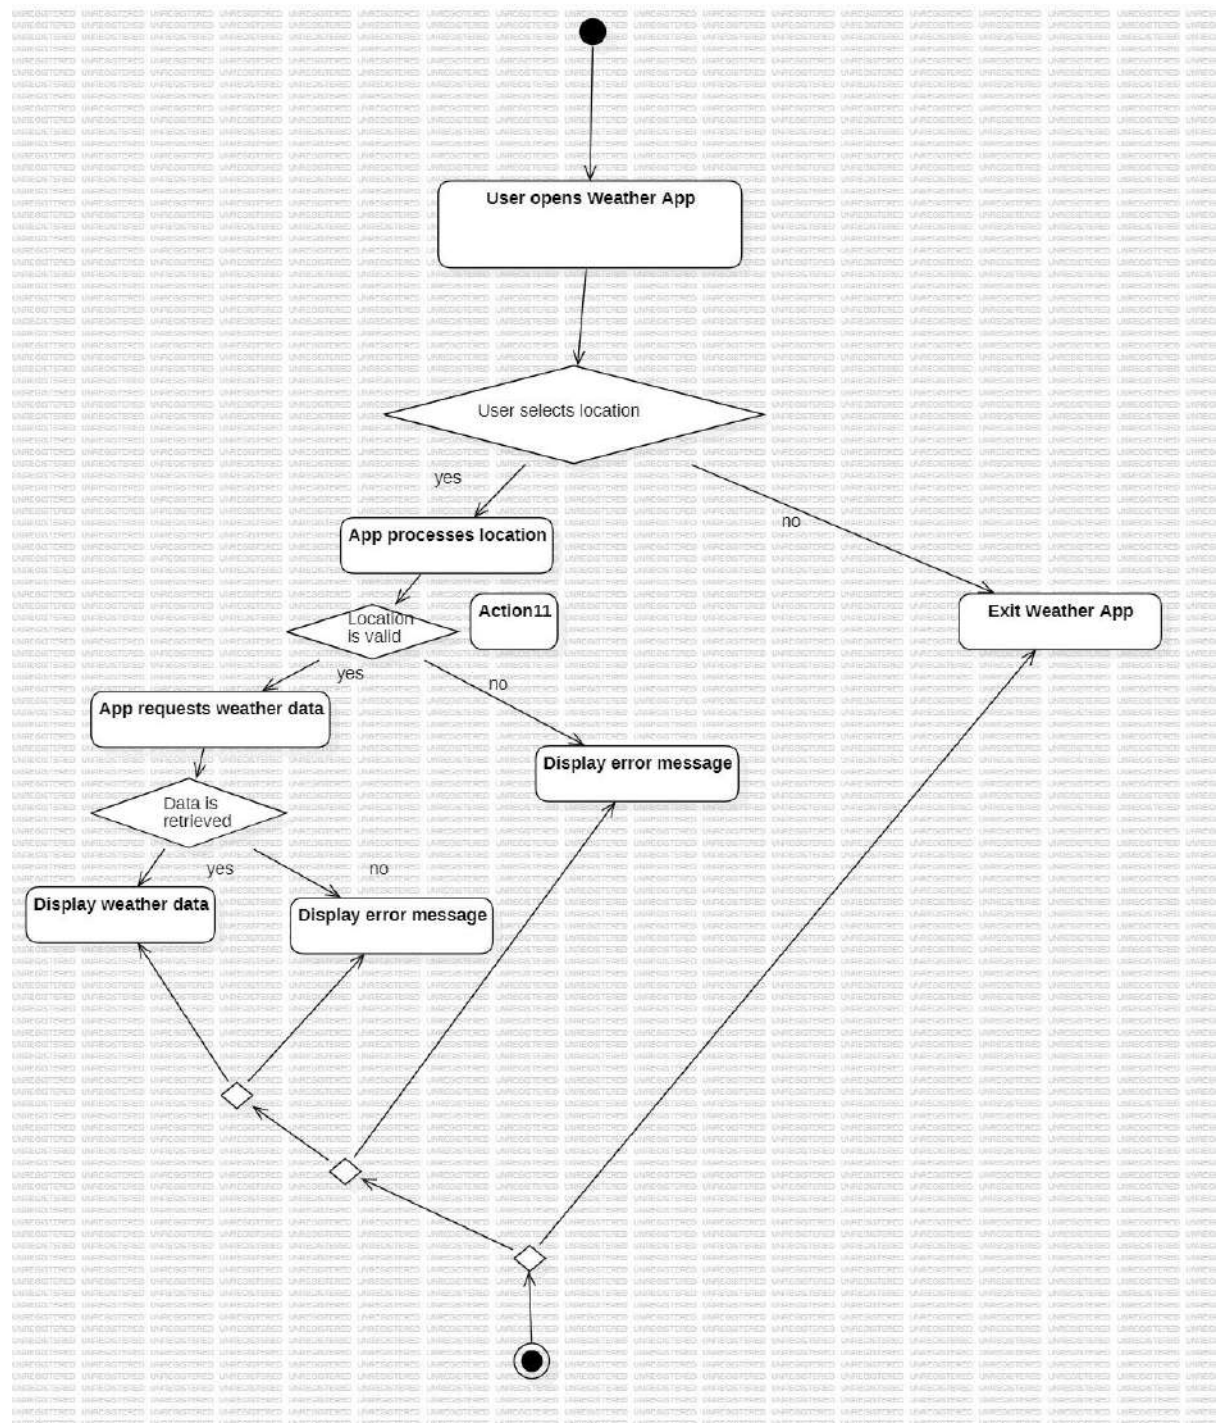 User opens Weather App
User selects location
yes
no
App processes location
Location
is valid
Action11
Exit Weather App
yes
no
App requests weather data
Display error message
Data is
retrieved
yes
no
Display weather data
Display error message
UNREGISTERED